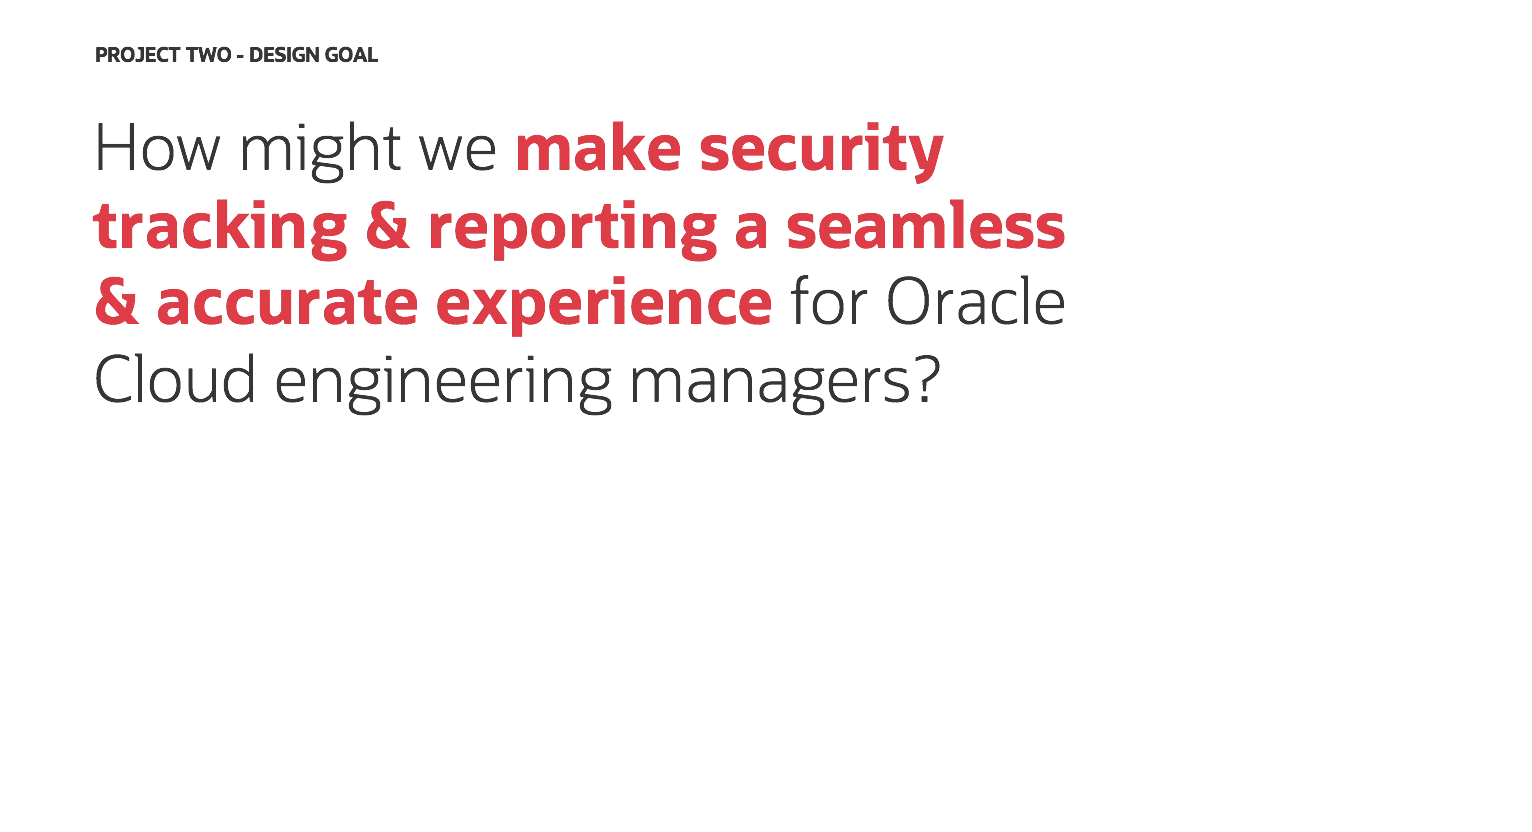 PROJECT TWO - DESIGN GOAL
How might we make security
tracking & reporting a seamless
& accurate experience for Oracle
Cloud engineering managers?